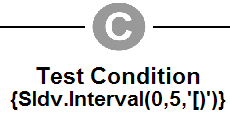 C
Test Condition
{Sldv.Interval(0,5,'[)')}